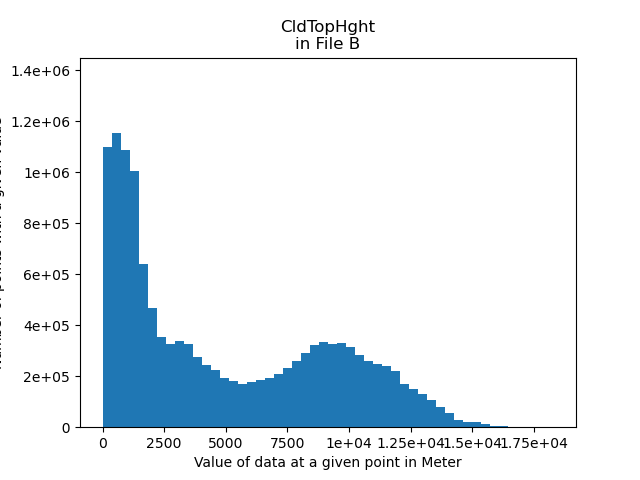 CldTopHght
in File B
1.4e+06
1.2e+06
1e+06
8e+05
6e+05
4e+05
2e+05
0
0 2500 5000 7500 1e+04 1.25e+04 1.5e+04 1.75e+04
Value of data at a given point in Meter